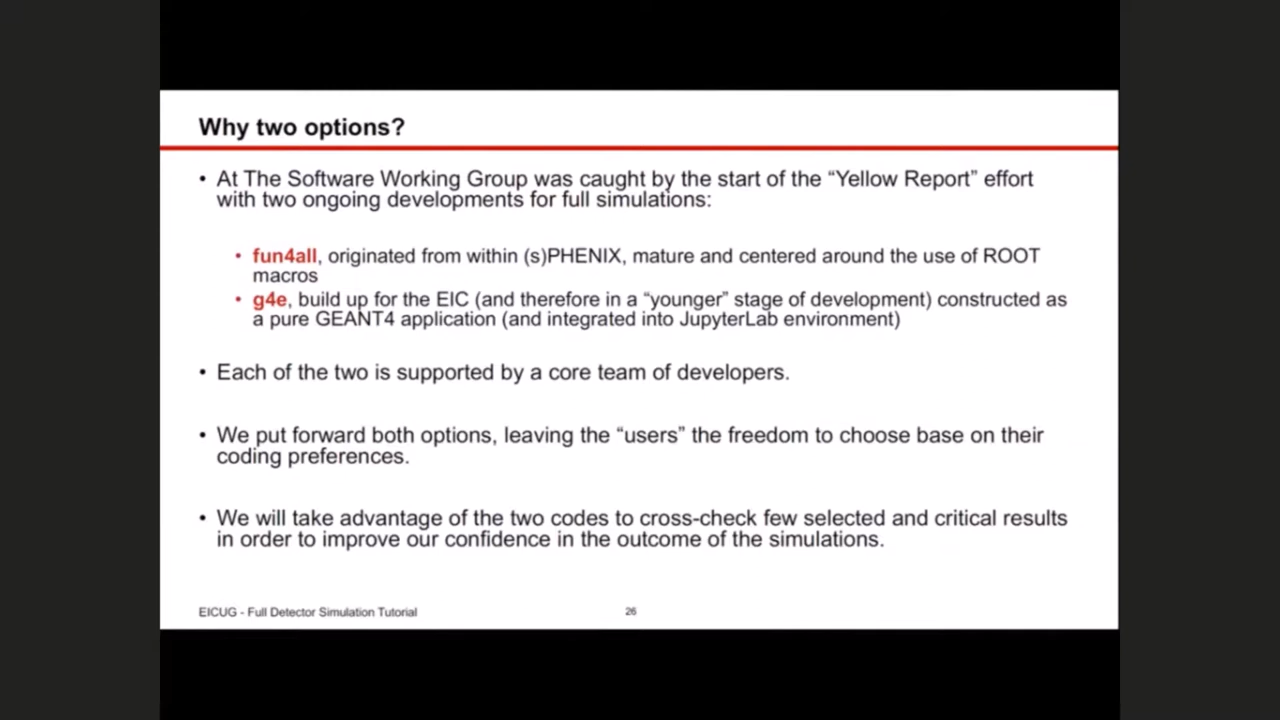 Why two options?
• At The Software Working Group was caught by the start of the “Yellow Report” effort
with two ongoing developments for full simulations:
• fun4all, originated from within (s)PHENIX, mature and centered around the use of ROOT
macros
• g4e, build up for the EIC (and therefore in a “younger” stage of development) constructed as
a pure GEANT4 application (and integrated into JupyterLab environment)
• Each of the two is supported by a core team of developers.
• We put forward both options, leaving the “users” the freedom to choose base on their
coding preferences.
• We will take advantage of the two codes to cross-check few selected and critical results
in order to improve our confidence in the outcome of the simulations.
EICUG - Full Detector Simulation Tutorial
26